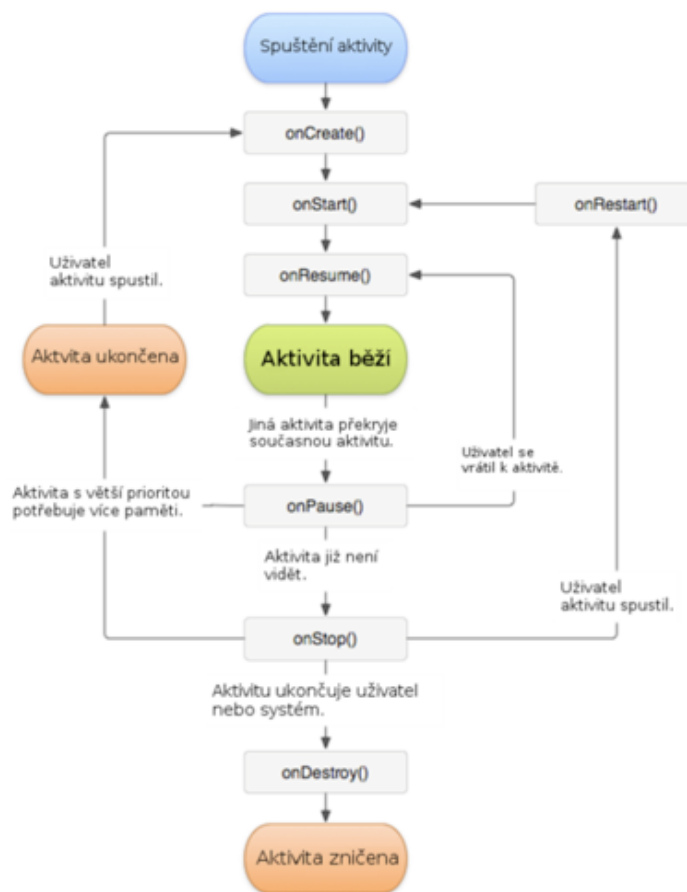 Spuštění aktivity
onCreate()
onStart()
onRestart()
Uživatel
aktivitu spustil.
onResume()
Aktvita ukončena
Aktivita běží
Jiná aktivita překryje
současnou aktivitu.
Uživatel se
vrátil k aktivitě.
Aktivita s větší prioritou
potřebuje více paměti.
onPause()
Aktivita již není
vidět.
Uživatel
aktivitu spustil.
onStop()
Aktivitu ukončuje uživatel
nebo systém.
onDestroy()
Aktivita zničena